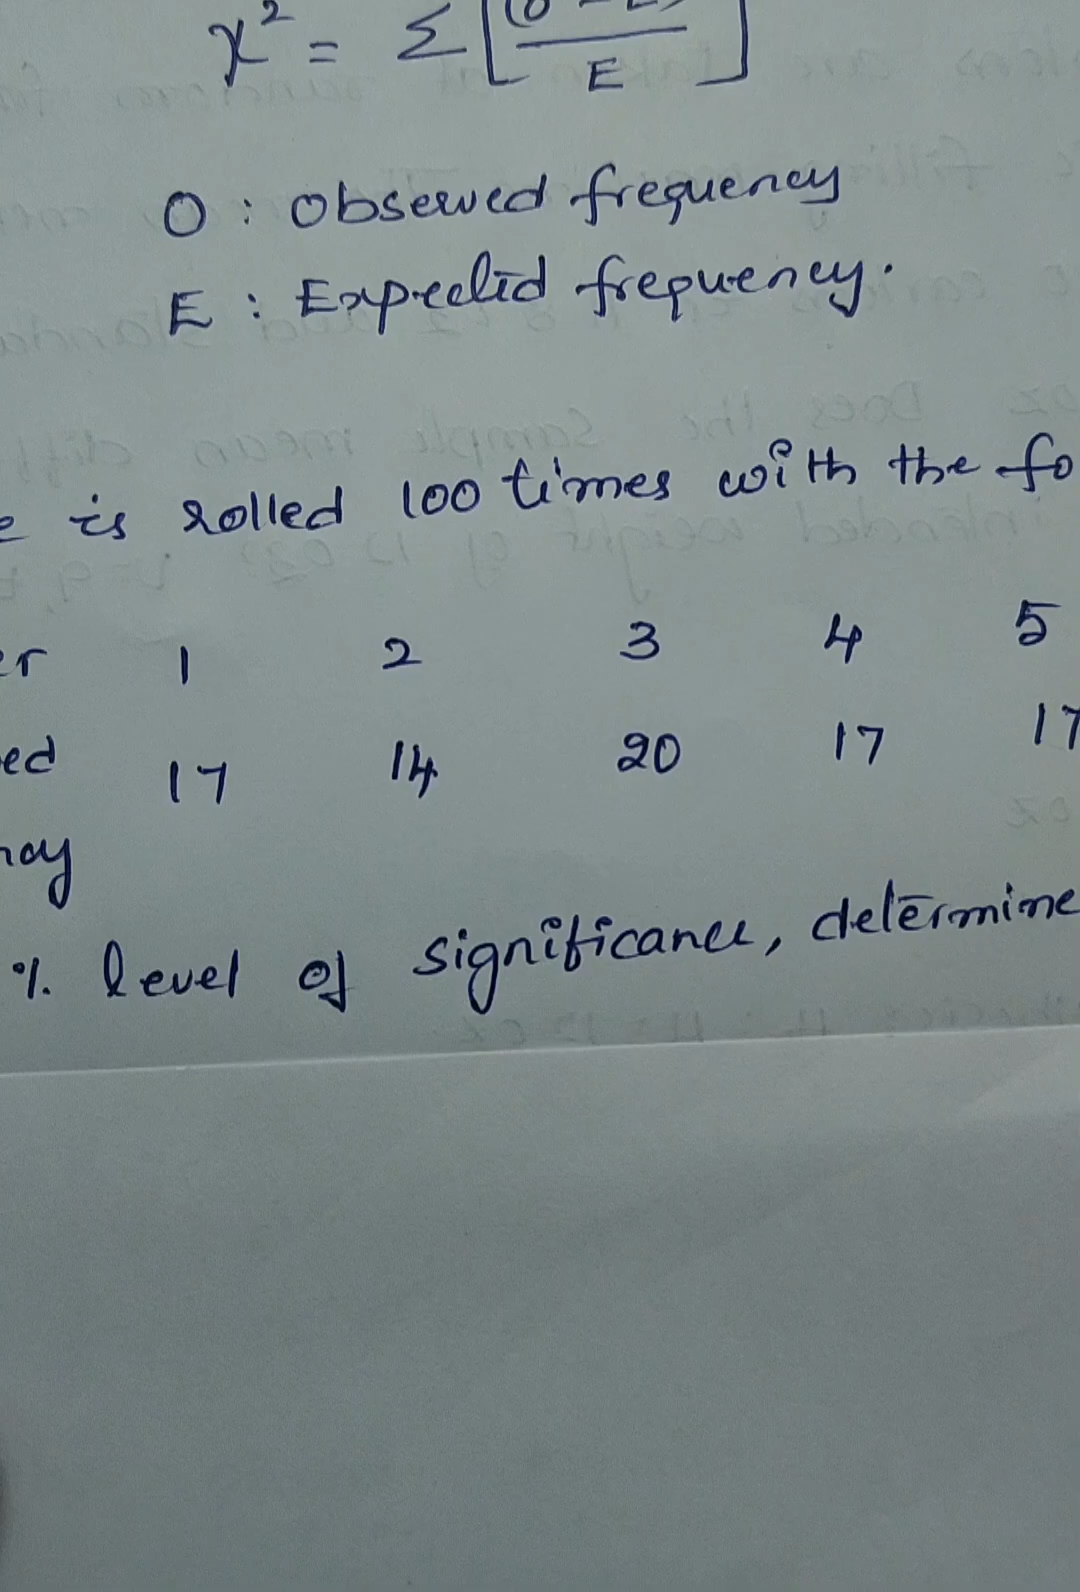 χ² = Σ [ / E ]
O : Observed frequency
E : Expected frequency.
e is rolled 100 times with the fo
er 1 2 3 4 5
ed 17 14 20 17 17
% level of significance, determine